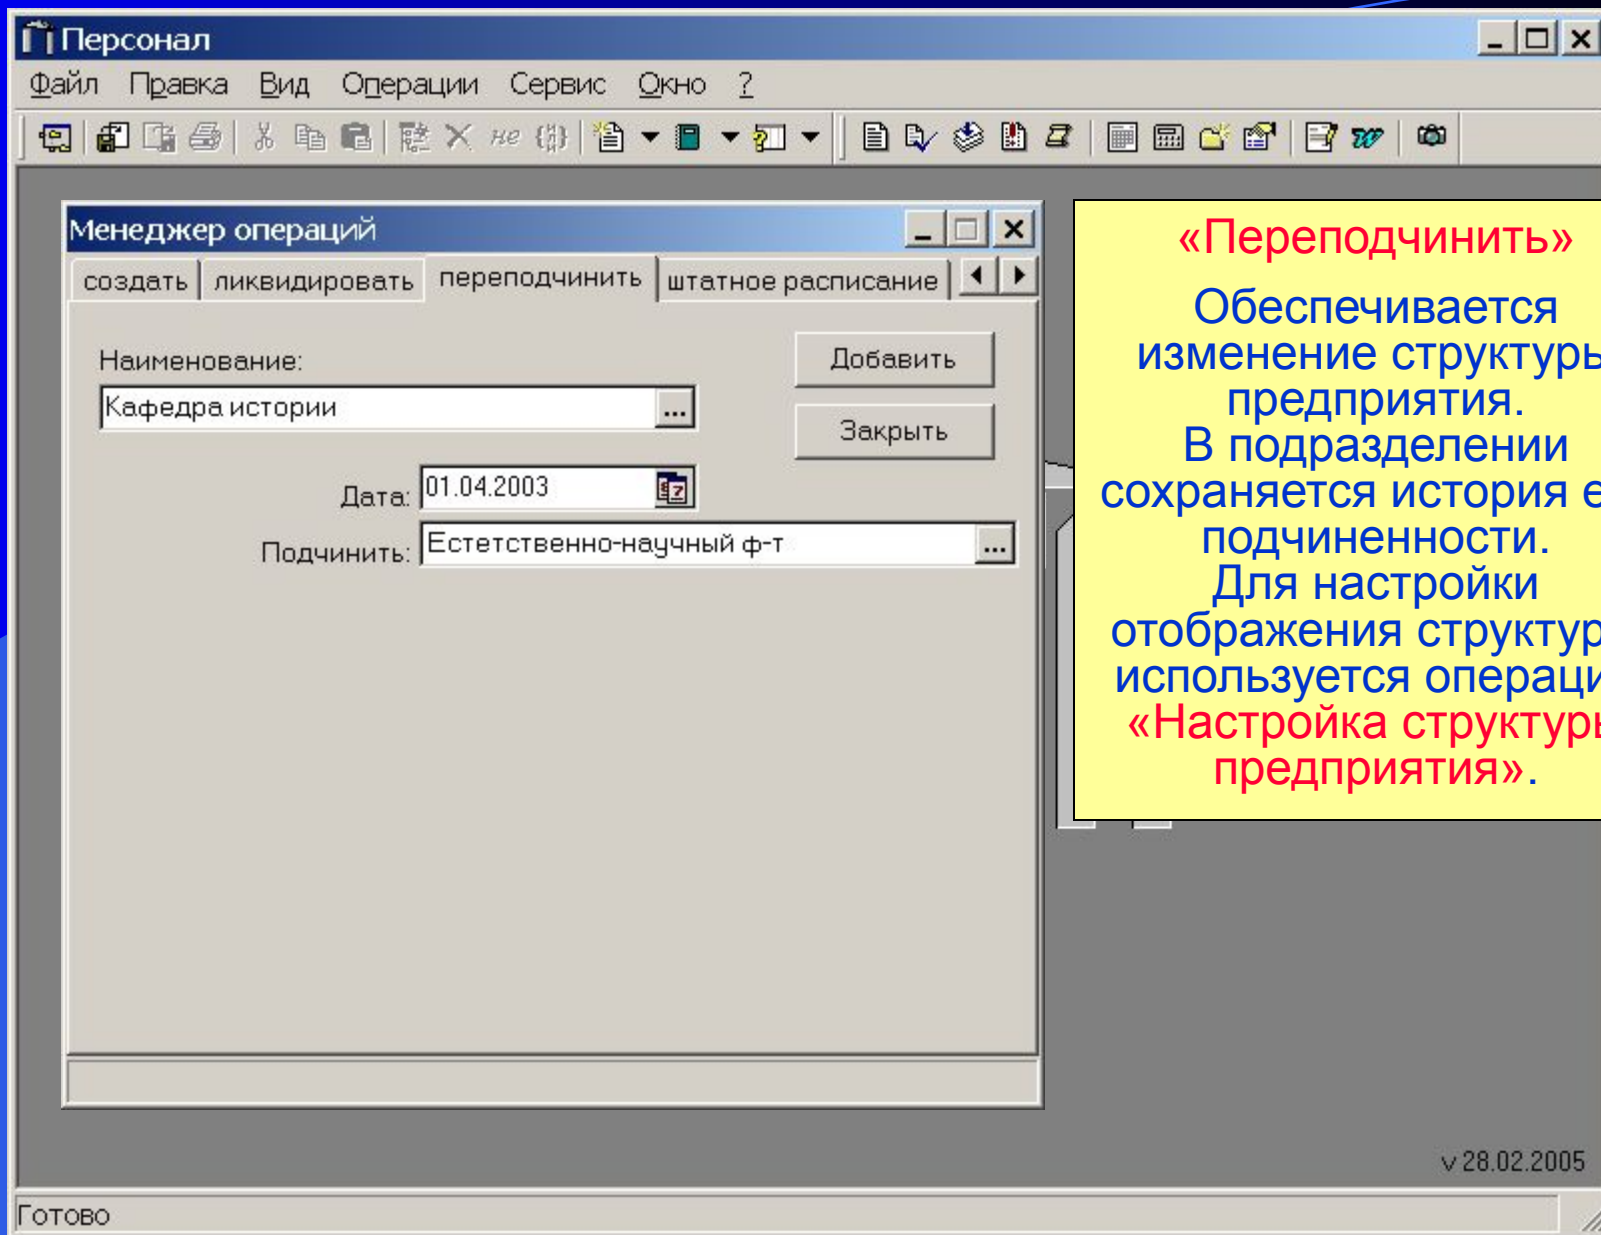 Персонал
Файл Правка Вид Операции Сервис Окно ?
не {#}
Менеджер операций
создать ликвидировать переподчинить штатное расписание
Наименование:
Добавить
Кафедра истории ...
Закрыть
Дата: 01.04.2003
Подчинить: Естетственно-научный ф-т ...
«Переподчинить»
Обеспечивается
изменение структуры
предприятия.
В подразделении
сохраняется история
подчиненности.
Для настройки
отображения структур
используется операци
«Настройка структуры
предприятия».
v 28.02.2005
Готово